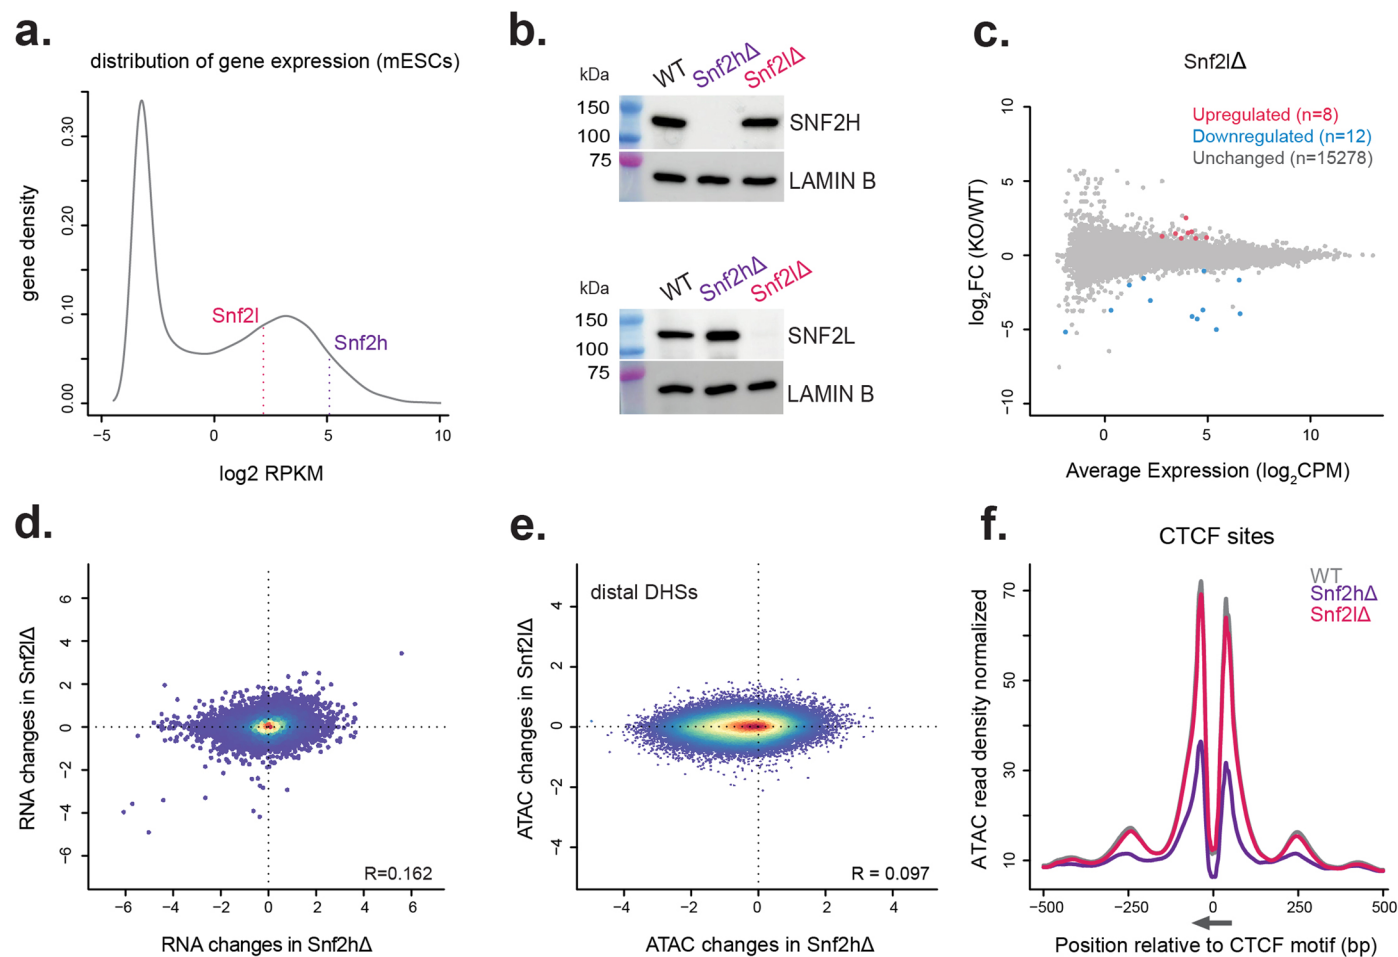 a.
distribution of gene expression (mESCs)
gene density
0.30
0.20
0.10
0.00
Snf2l
Snf2h
−5
0
5
10
log2 RPKM
b.
kDa
WT
Snf2hΔ
Snf2lΔ
150
100
75
SNF2H
LAMIN B
kDa
WT
Snf2hΔ
Snf2lΔ
150
100
75
SNF2L
LAMIN B
c.
Snf2lΔ
Upregulated (n=8)
Downregulated (n=12)
Unchanged (n=15278)
log2FC (KO/WT)
10
5
0
−5
−10
0
5
10
Average Expression (log2CPM)
d.
RNA changes in Snf2lΔ
6
4
2
0
−2
−4
−6
R=0.162
−6
−4
−2
0
2
4
6
RNA changes in Snf2hΔ
e.
distal DHSs
ATAC changes in Snf2lΔ
4
2
0
−2
−4
R = 0.097
−4
−2
0
2
4
ATAC changes in Snf2hΔ
f.
CTCF sites
WT
Snf2hΔ
Snf2lΔ
ATAC read density normalized
70
50
30
10
−500
−250
0
250
500
Position relative to CTCF motif (bp)